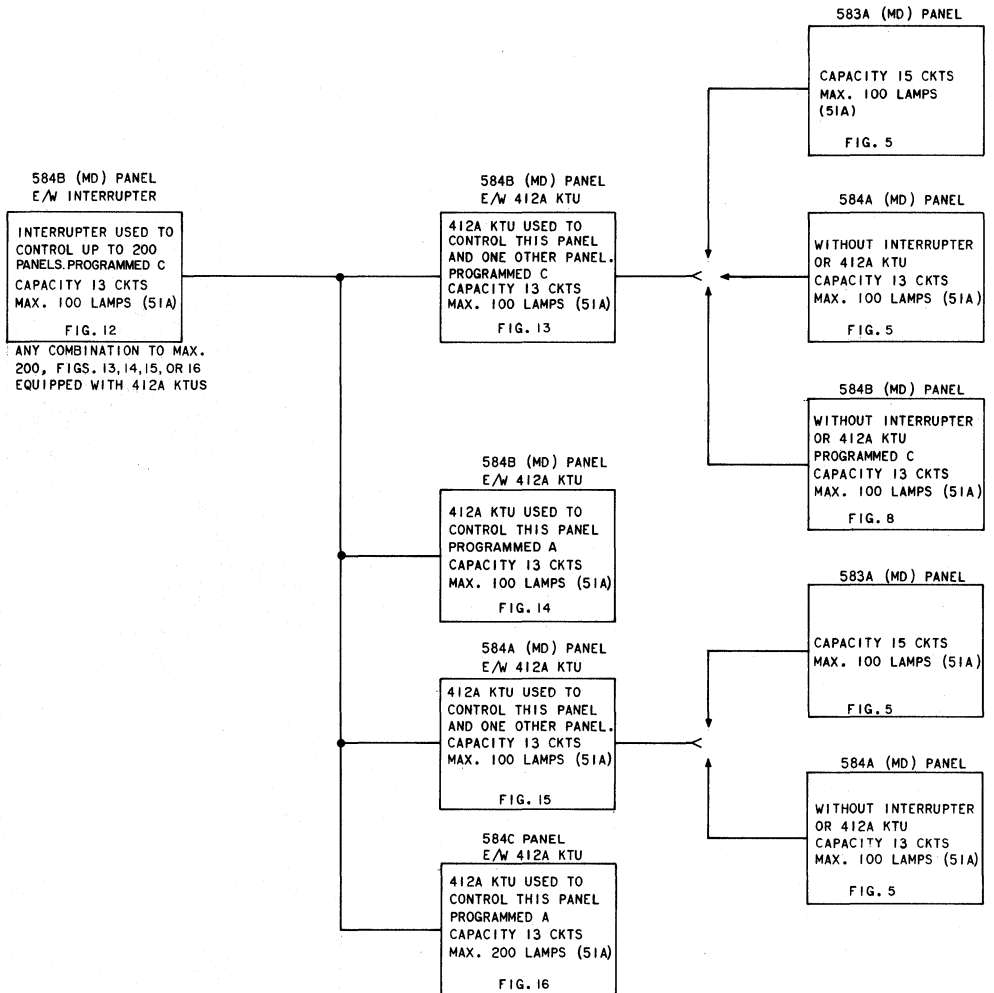 584B (MD) PANEL
E/W INTERRUPTER
INTERRUPTER USED TO
CONTROL UP TO 200
PANELS. PROGRAMMED C
CAPACITY 13 CKTS
MAX. 100 LAMPS (51A)
FIG. 12
ANY COMBINATION TO MAX.
200, FIGS. 13, 14, 15, OR 16
EQUIPPED WITH 412A KTUS
584B (MD) PANEL
E/W 412A KTU
412A KTU USED TO
CONTROL THIS PANEL
AND ONE OTHER PANEL.
PROGRAMMED C
CAPACITY 13 CKTS
MAX. 100 LAMPS (51A)
FIG. 13
584B (MD) PANEL
E/W 412A KTU
412A KTU USED TO
CONTROL THIS PANEL
PROGRAMMED A
CAPACITY 13 CKTS
MAX. 100 LAMPS (51A)
FIG. 14
584A (MD) PANEL
E/W 412A KTU
412A KTU USED TO
CONTROL THIS PANEL
AND ONE OTHER PANEL.
CAPACITY 13 CKTS
MAX. 100 LAMPS (51A)
FIG. 15
584C PANEL
E/W 412A KTU
412A KTU USED TO
CONTROL THIS PANEL
PROGRAMMED A
CAPACITY 13 CKTS
MAX. 200 LAMPS (51A)
FIG. 16
583A (MD) PANEL
CAPACITY 15 CKTS
MAX. 100 LAMPS
(51A)
FIG. 5
584A (MD) PANEL
WITHOUT INTERRUPTER
OR 412A KTU
CAPACITY 13 CKTS
MAX. 100 LAMPS (51A)
FIG. 5
584B (MD) PANEL
WITHOUT INTERRUPTER
OR 412A KTU
PROGRAMMED C
CAPACITY 13 CKTS
MAX. 100 LAMPS (51A)
FIG. 8
583A (MD) PANEL
CAPACITY 15 CKTS
MAX. 100 LAMPS (51A)
FIG. 5
584A (MD) PANEL
WITHOUT INTERRUPTER
OR 412A KTU
CAPACITY 13 CKTS
MAX. 100 LAMPS (51A)
FIG. 5